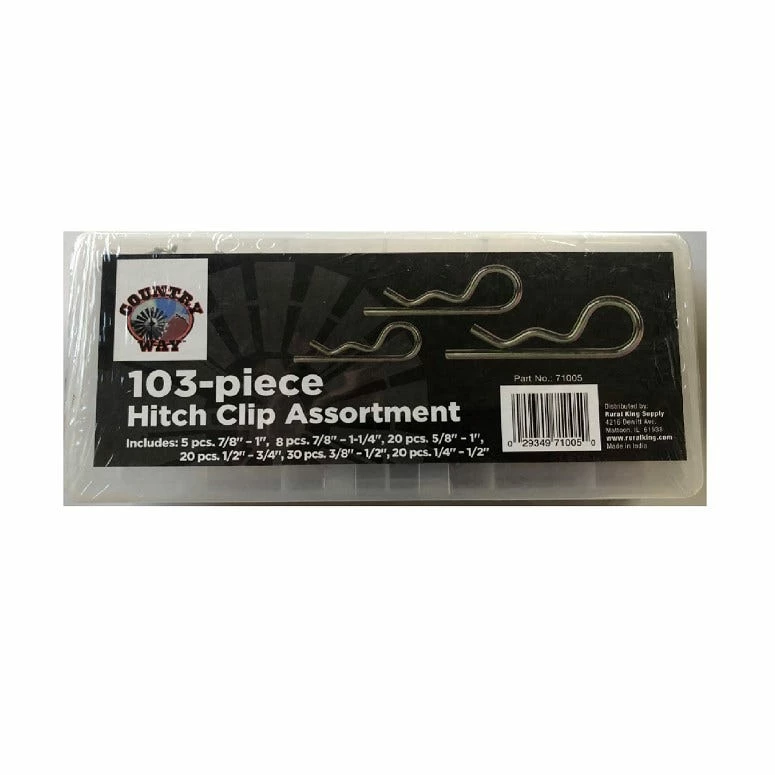 COUNTRY
WAY
103-piece
Hitch Clip Assortment
Includes: 5 pcs. 7/8" - 1", 8 pcs. 7/8" - 1-1/4", 20 pcs. 5/8" - 1",
20 pcs. 1/2" - 3/4", 30 pcs. 3/8" - 1/2", 20 pcs. 1/4" - 1/2"
Part No.: 71005
0 29349 71005 0
Distributed by:
Rural King Supply
4216 Dewitt Ave.
Mattoon, IL 61938
www.ruralking.com
Made in India